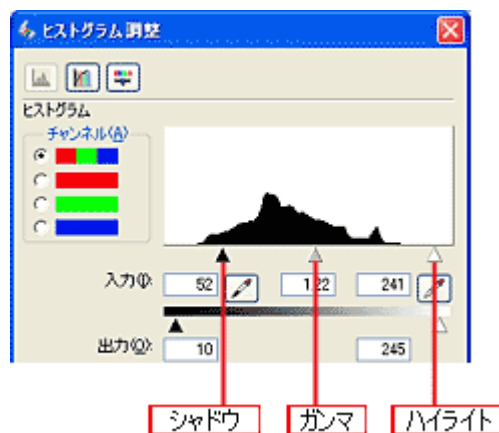 ヒストグラム調整
ヒストグラム
チャンネル(A)
入力(I): 52 1.22 241
出力(O): 10 245
シャドウ ガンマ ハイライト